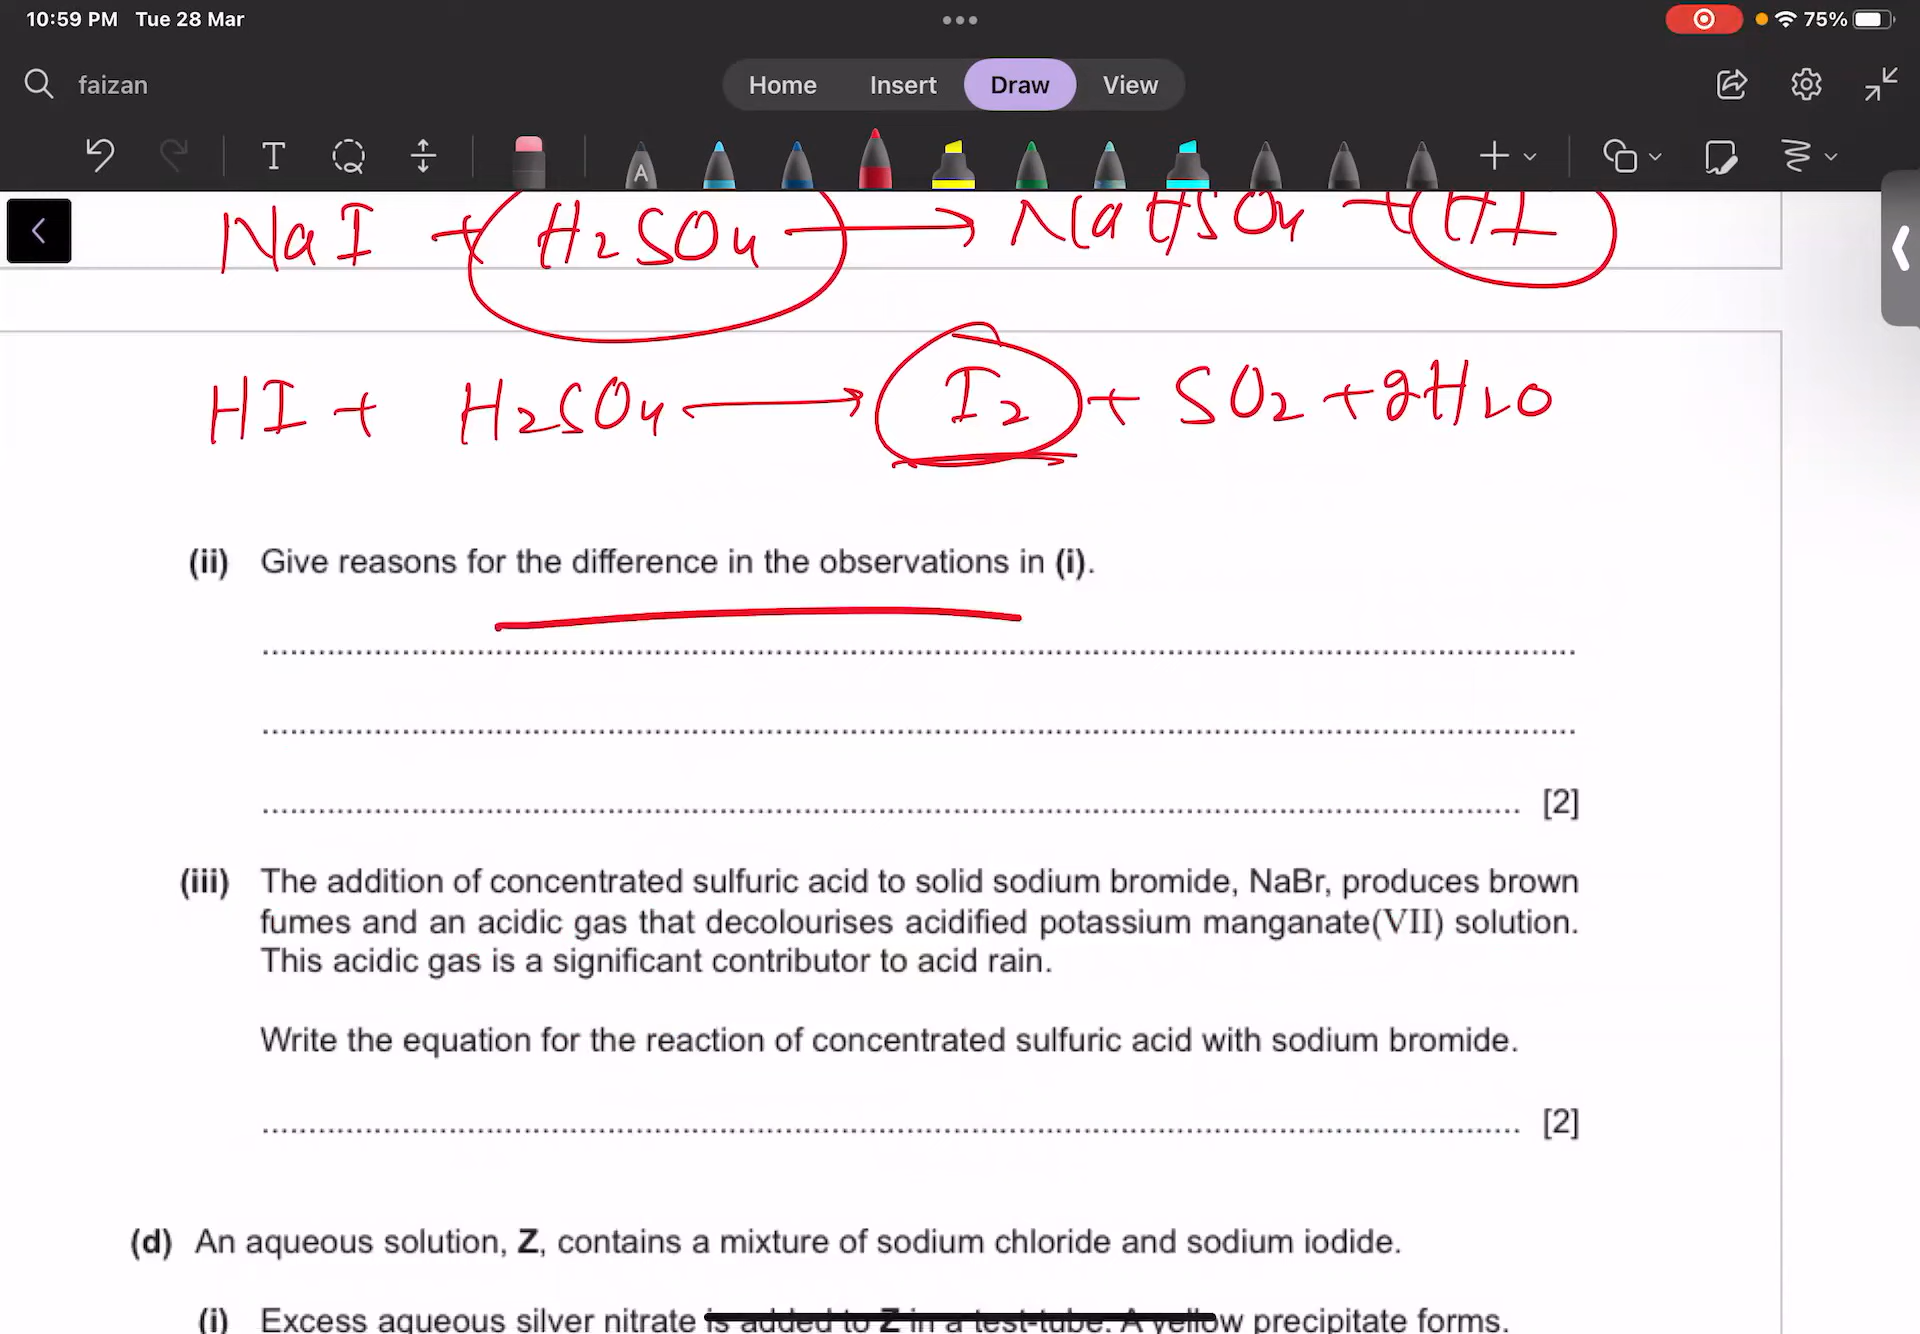 10:59 PM Tue 28 Mar
75%
faizan
Home Insert Draw View
T
A
NaI + H2SO4 → NaHSO4 + HI
HI + H2SO4 → I2 + SO2 + 2H2O
(ii) Give reasons for the difference in the observations in (i).
[2]
(iii) The addition of concentrated sulfuric acid to solid sodium bromide, NaBr, produces brown
fumes and an acidic gas that decolourises acidified potassium manganate(VII) solution.
This acidic gas is a significant contributor to acid rain.
Write the equation for the reaction of concentrated sulfuric acid with sodium bromide.
[2]
(d) An aqueous solution, Z, contains a mixture of sodium chloride and sodium iodide.
(i) Excess aqueous silver nitrate is added to Z in a test-tube. A yellow precipitate forms.